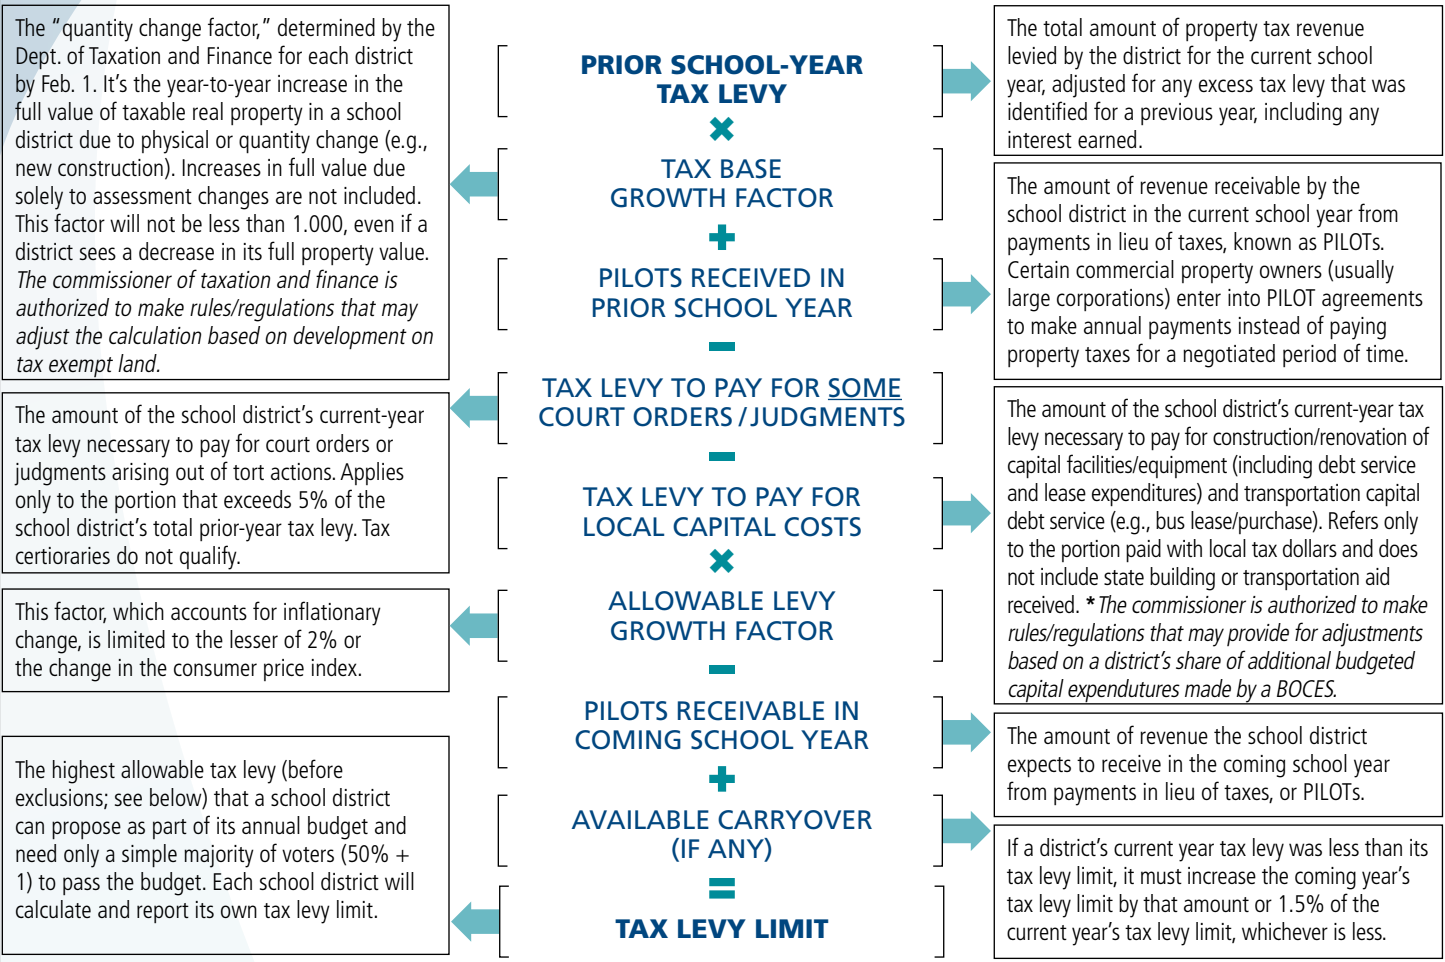 The “quantity change factor,” determined by the
Dept. of Taxation and Finance for each district
by Feb. 1. It’s the year-to-year increase in the
full value of taxable real property in a school
district due to physical or quantity change (e.g.,
new construction). Increases in full value due
solely to assessment changes are not included.
This factor will not be less than 1.000, even if a
district sees a decrease in its full property value.
The commissioner of taxation and finance is
authorized to make rules/regulations that may
adjust the calculation based on development on
tax exempt land.
The amount of the school district’s current-year
tax levy necessary to pay for court orders or
judgments arising out of tort actions. Applies
only to the portion that exceeds 5% of the
school district’s total prior-year tax levy. Tax
certioraries do not qualify.
This factor, which accounts for inflationary
change, is limited to the lesser of 2% or
the change in the consumer price index.
The highest allowable tax levy (before
exclusions; see below) that a school district
can propose as part of its annual budget and
need only a simple majority of voters (50% +
1) to pass the budget. Each school district will
calculate and report its own tax levy limit.
PRIOR SCHOOL-YEAR
TAX LEVY
×
TAX BASE
GROWTH FACTOR
+
PILOTS RECEIVED IN
PRIOR SCHOOL YEAR
–
TAX LEVY TO PAY FOR SOME
COURT ORDERS/JUDGMENTS
–
TAX LEVY TO PAY FOR
LOCAL CAPITAL COSTS
×
ALLOWABLE LEVY
GROWTH FACTOR
–
PILOTS RECEIVABLE IN
COMING SCHOOL YEAR
+
AVAILABLE CARRYOVER
(IF ANY)
=
TAX LEVY LIMIT
The total amount of property tax revenue
levied by the district for the current school
year, adjusted for any excess tax levy that was
identified for a previous year, including any
interest earned.
The amount of revenue receivable by the
school district in the current school year from
payments in lieu of taxes, known as PILOTs.
Certain commercial property owners (usually
large corporations) enter into PILOT agreements
to make annual payments instead of paying
property taxes for a negotiated period of time.
The amount of the school district’s current-year tax
levy necessary to pay for construction/renovation of
capital facilities/equipment (including debt service
and lease expenditures) and transportation capital
debt service (e.g., bus lease/purchase). Refers only
to the portion paid with local tax dollars and does
not include state building or transportation aid
received. *The commissioner is authorized to make
rules/regulations that may provide for adjustments
based on a district’s share of additional budgeted
capital expendutures made by a BOCES.
The amount of revenue the school district
expects to receive in the coming school year
from payments in lieu of taxes, or PILOTs.
If a district’s current year tax levy was less than its
tax levy limit, it must increase the coming year’s
tax levy limit by that amount or 1.5% of the
current year’s tax levy limit, whichever is less.